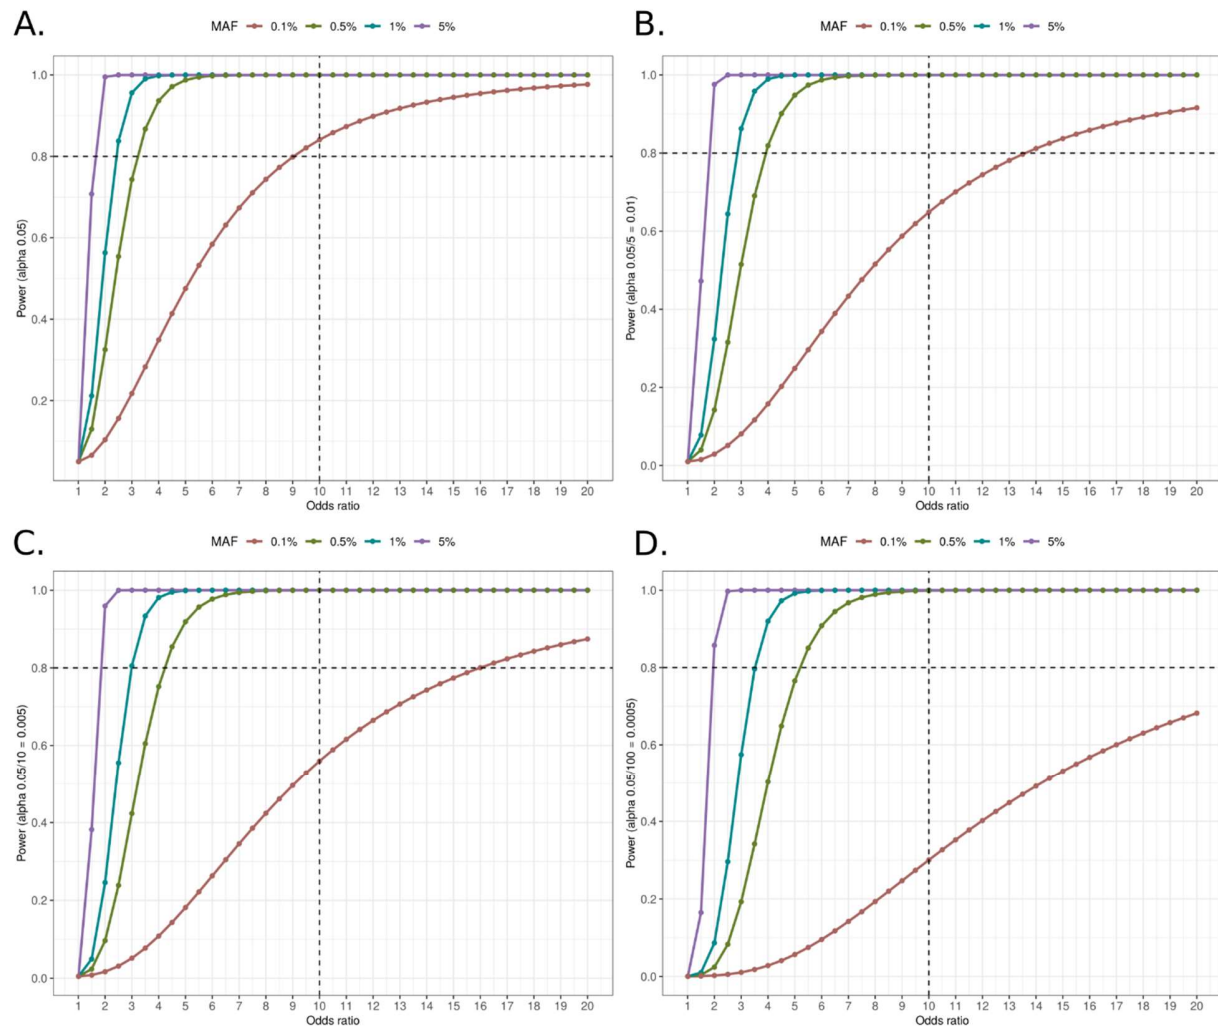 A.
MAF 0.1% 0.5% 1% 5%
1.0
0.8
0.6
0.4
0.2
Power (alpha 0.05)
1 2 3 4 5 6 7 8 9 10 11 12 13 14 15 16 17 18 19 20
Odds ratio
B.
MAF 0.1% 0.5% 1% 5%
1.0
0.8
0.6
0.4
0.2
0.0
Power (alpha 0.05/5 = 0.01)
1 2 3 4 5 6 7 8 9 10 11 12 13 14 15 16 17 18 19 20
Odds ratio
C.
MAF 0.1% 0.5% 1% 5%
1.0
0.8
0.6
0.4
0.2
0.0
Power (alpha 0.05/10 = 0.005)
1 2 3 4 5 6 7 8 9 10 11 12 13 14 15 16 17 18 19 20
Odds ratio
D.
MAF 0.1% 0.5% 1% 5%
1.0
0.8
0.6
0.4
0.2
0.0
Power (alpha 0.05/100 = 0.0005)
1 2 3 4 5 6 7 8 9 10 11 12 13 14 15 16 17 18 19 20
Odds ratio